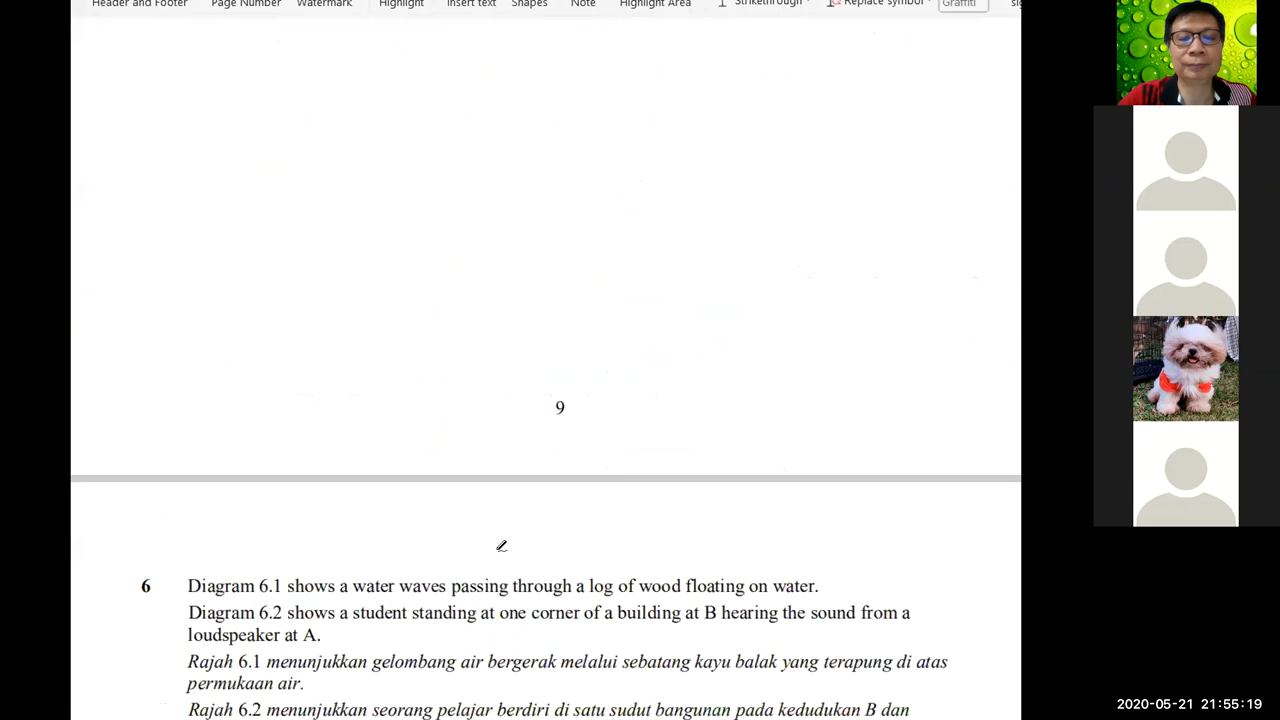 Header and Footer Page Number Watermark Highlight Insert text Shapes Note Highlight Area Strikethrough Replace symbol Graffiti
9
6 Diagram 6.1 shows a water waves passing through a log of wood floating on water.
Diagram 6.2 shows a student standing at one corner of a building at B hearing the sound from a
loudspeaker at A.
Rajah 6.1 menunjukkan gelombang air bergerak melalui sebatang kayu balak yang terapung di atas
permukaan air.
Rajah 6.2 menunjukkan seorang pelajar berdiri di satu sudut bangunan pada kedudukan B dan
2020-05-21 21:55:19